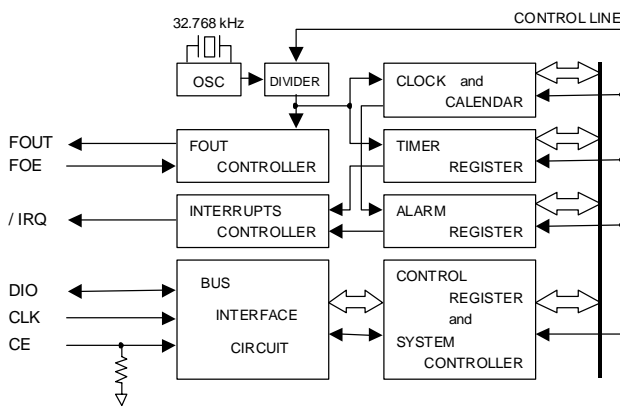 32.768 kHz
CONTROL LINE
OSC
DIVIDER
CLOCK and
CALENDAR
FOUT
FOE
FOUT
CONTROLLER
TIMER
REGISTER
/ IRQ
INTERRUPTS
CONTROLLER
ALARM
REGISTER
DIO
CLK
CE
BUS
INTERFACE
CIRCUIT
CONTROL
REGISTER
and
SYSTEM
CONTROLLER